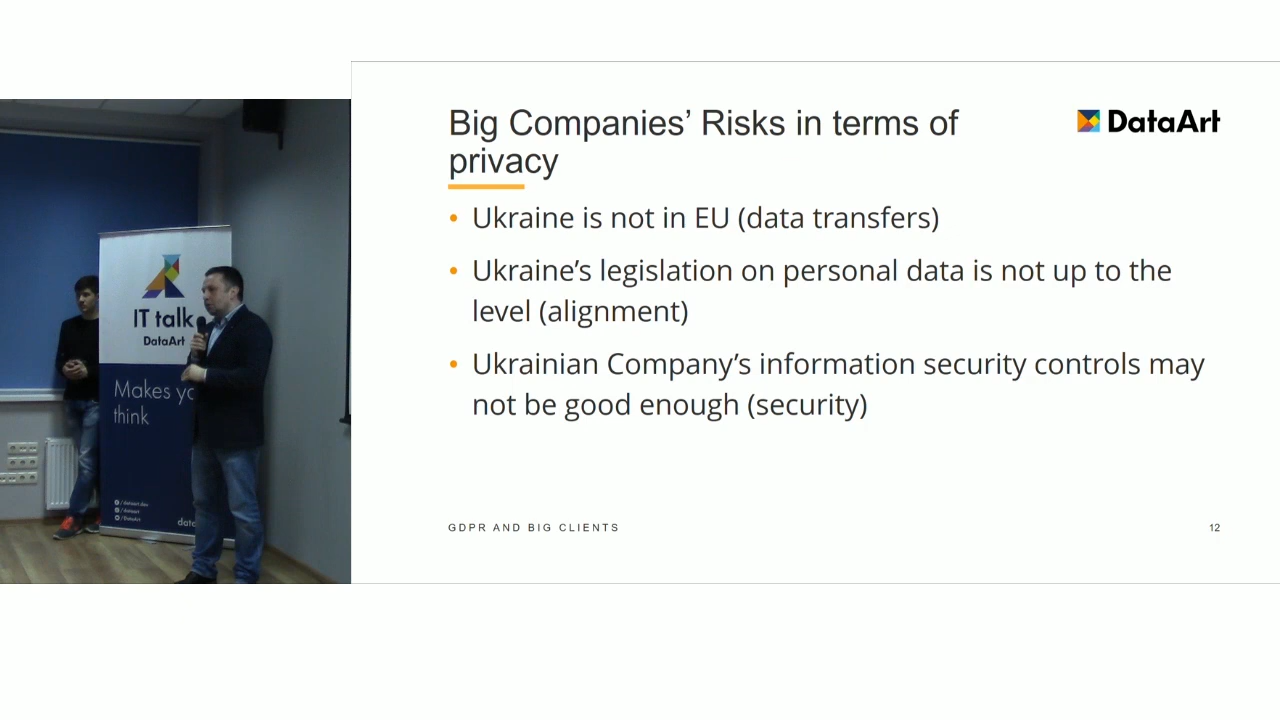 Big Companies’ Risks in terms of
privacy
DataArt
• Ukraine is not in EU (data transfers)
• Ukraine’s legislation on personal data is not up to the
level (alignment)
• Ukrainian Company’s information security controls may
not be good enough (security)
GDPR AND BIG CLIENTS
12
IT talk
DataArt
Makes yo
think
/DataArt
data